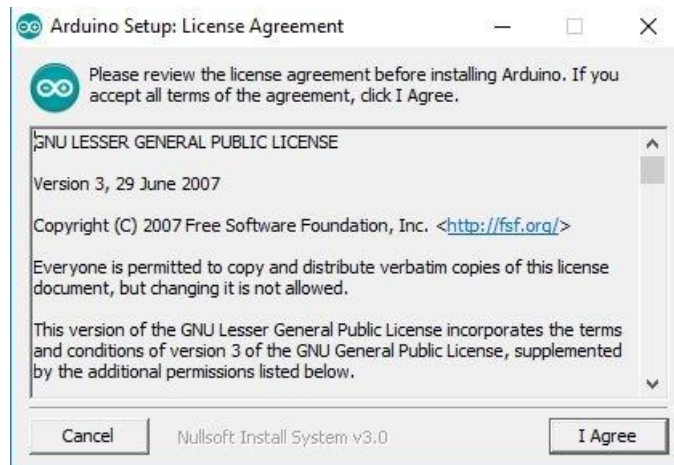 Arduino Setup: License Agreement
Please review the license agreement before installing Arduino. If you
accept all terms of the agreement, click I Agree.
GNU LESSER GENERAL PUBLIC LICENSE
Version 3, 29 June 2007
Copyright (C) 2007 Free Software Foundation, Inc. <http://fsf.org/>
Everyone is permitted to copy and distribute verbatim copies of this license
document, but changing it is not allowed.
This version of the GNU Lesser General Public License incorporates the terms
and conditions of version 3 of the GNU General Public License, supplemented
by the additional permissions listed below.
Cancel
Nullsoft Install System v3.0
I Agree